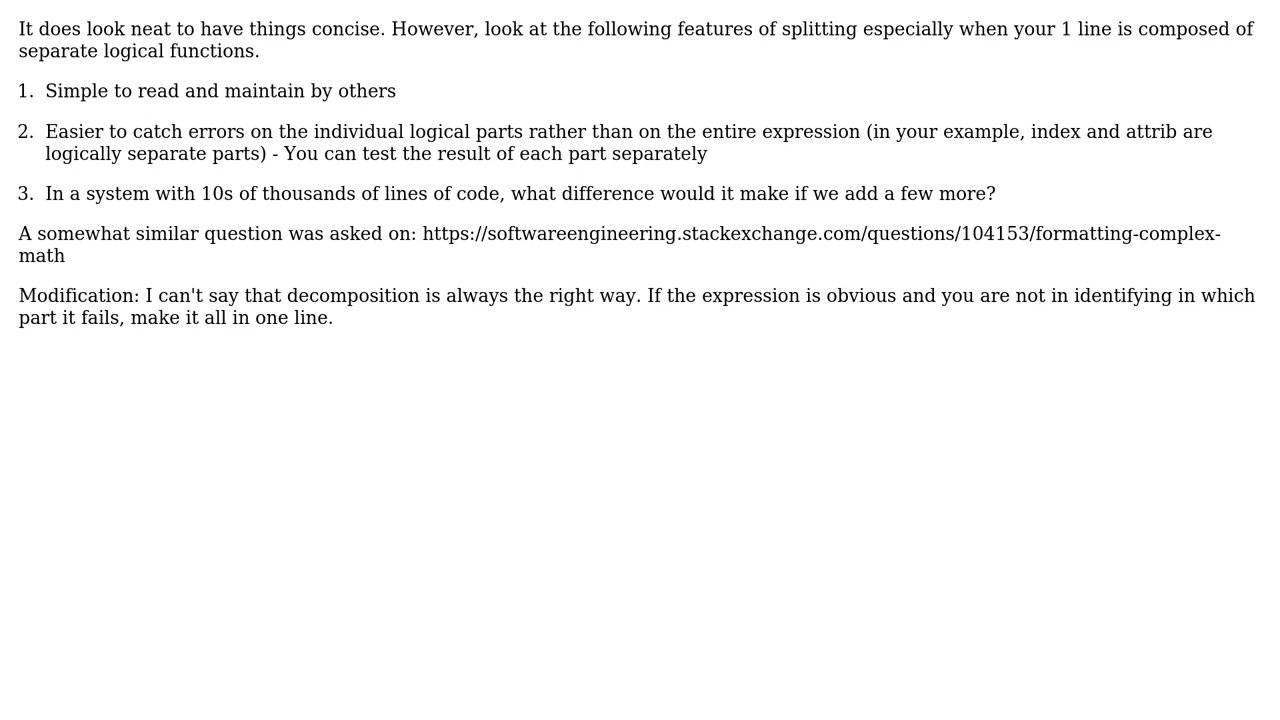 It does look neat to have things concise. However, look at the following features of splitting especially when your 1 line is composed of
separate logical functions.
1. Simple to read and maintain by others
2. Easier to catch errors on the individual logical parts rather than on the entire expression (in your example, index and attrib are
logically separate parts) - You can test the result of each part separately
3. In a system with 10s of thousands of lines of code, what difference would it make if we add a few more?
A somewhat similar question was asked on: https://softwareengineering.stackexchange.com/questions/104153/formatting-complex-
math
Modification: I can't say that decomposition is always the right way. If the expression is obvious and you are not in identifying in which
part it fails, make it all in one line.